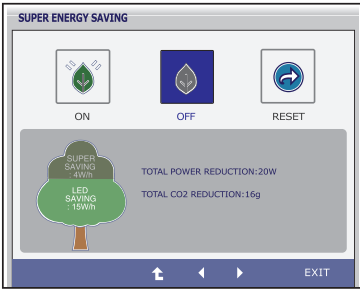 SUPER ENERGY SAVING
ON
OFF
RESET
SUPER
SAVING
: 4W/h
LED
SAVING
: 15W/h
TOTAL POWER REDUCTION:20W
TOTAL CO2 REDUCTION:16g
EXIT